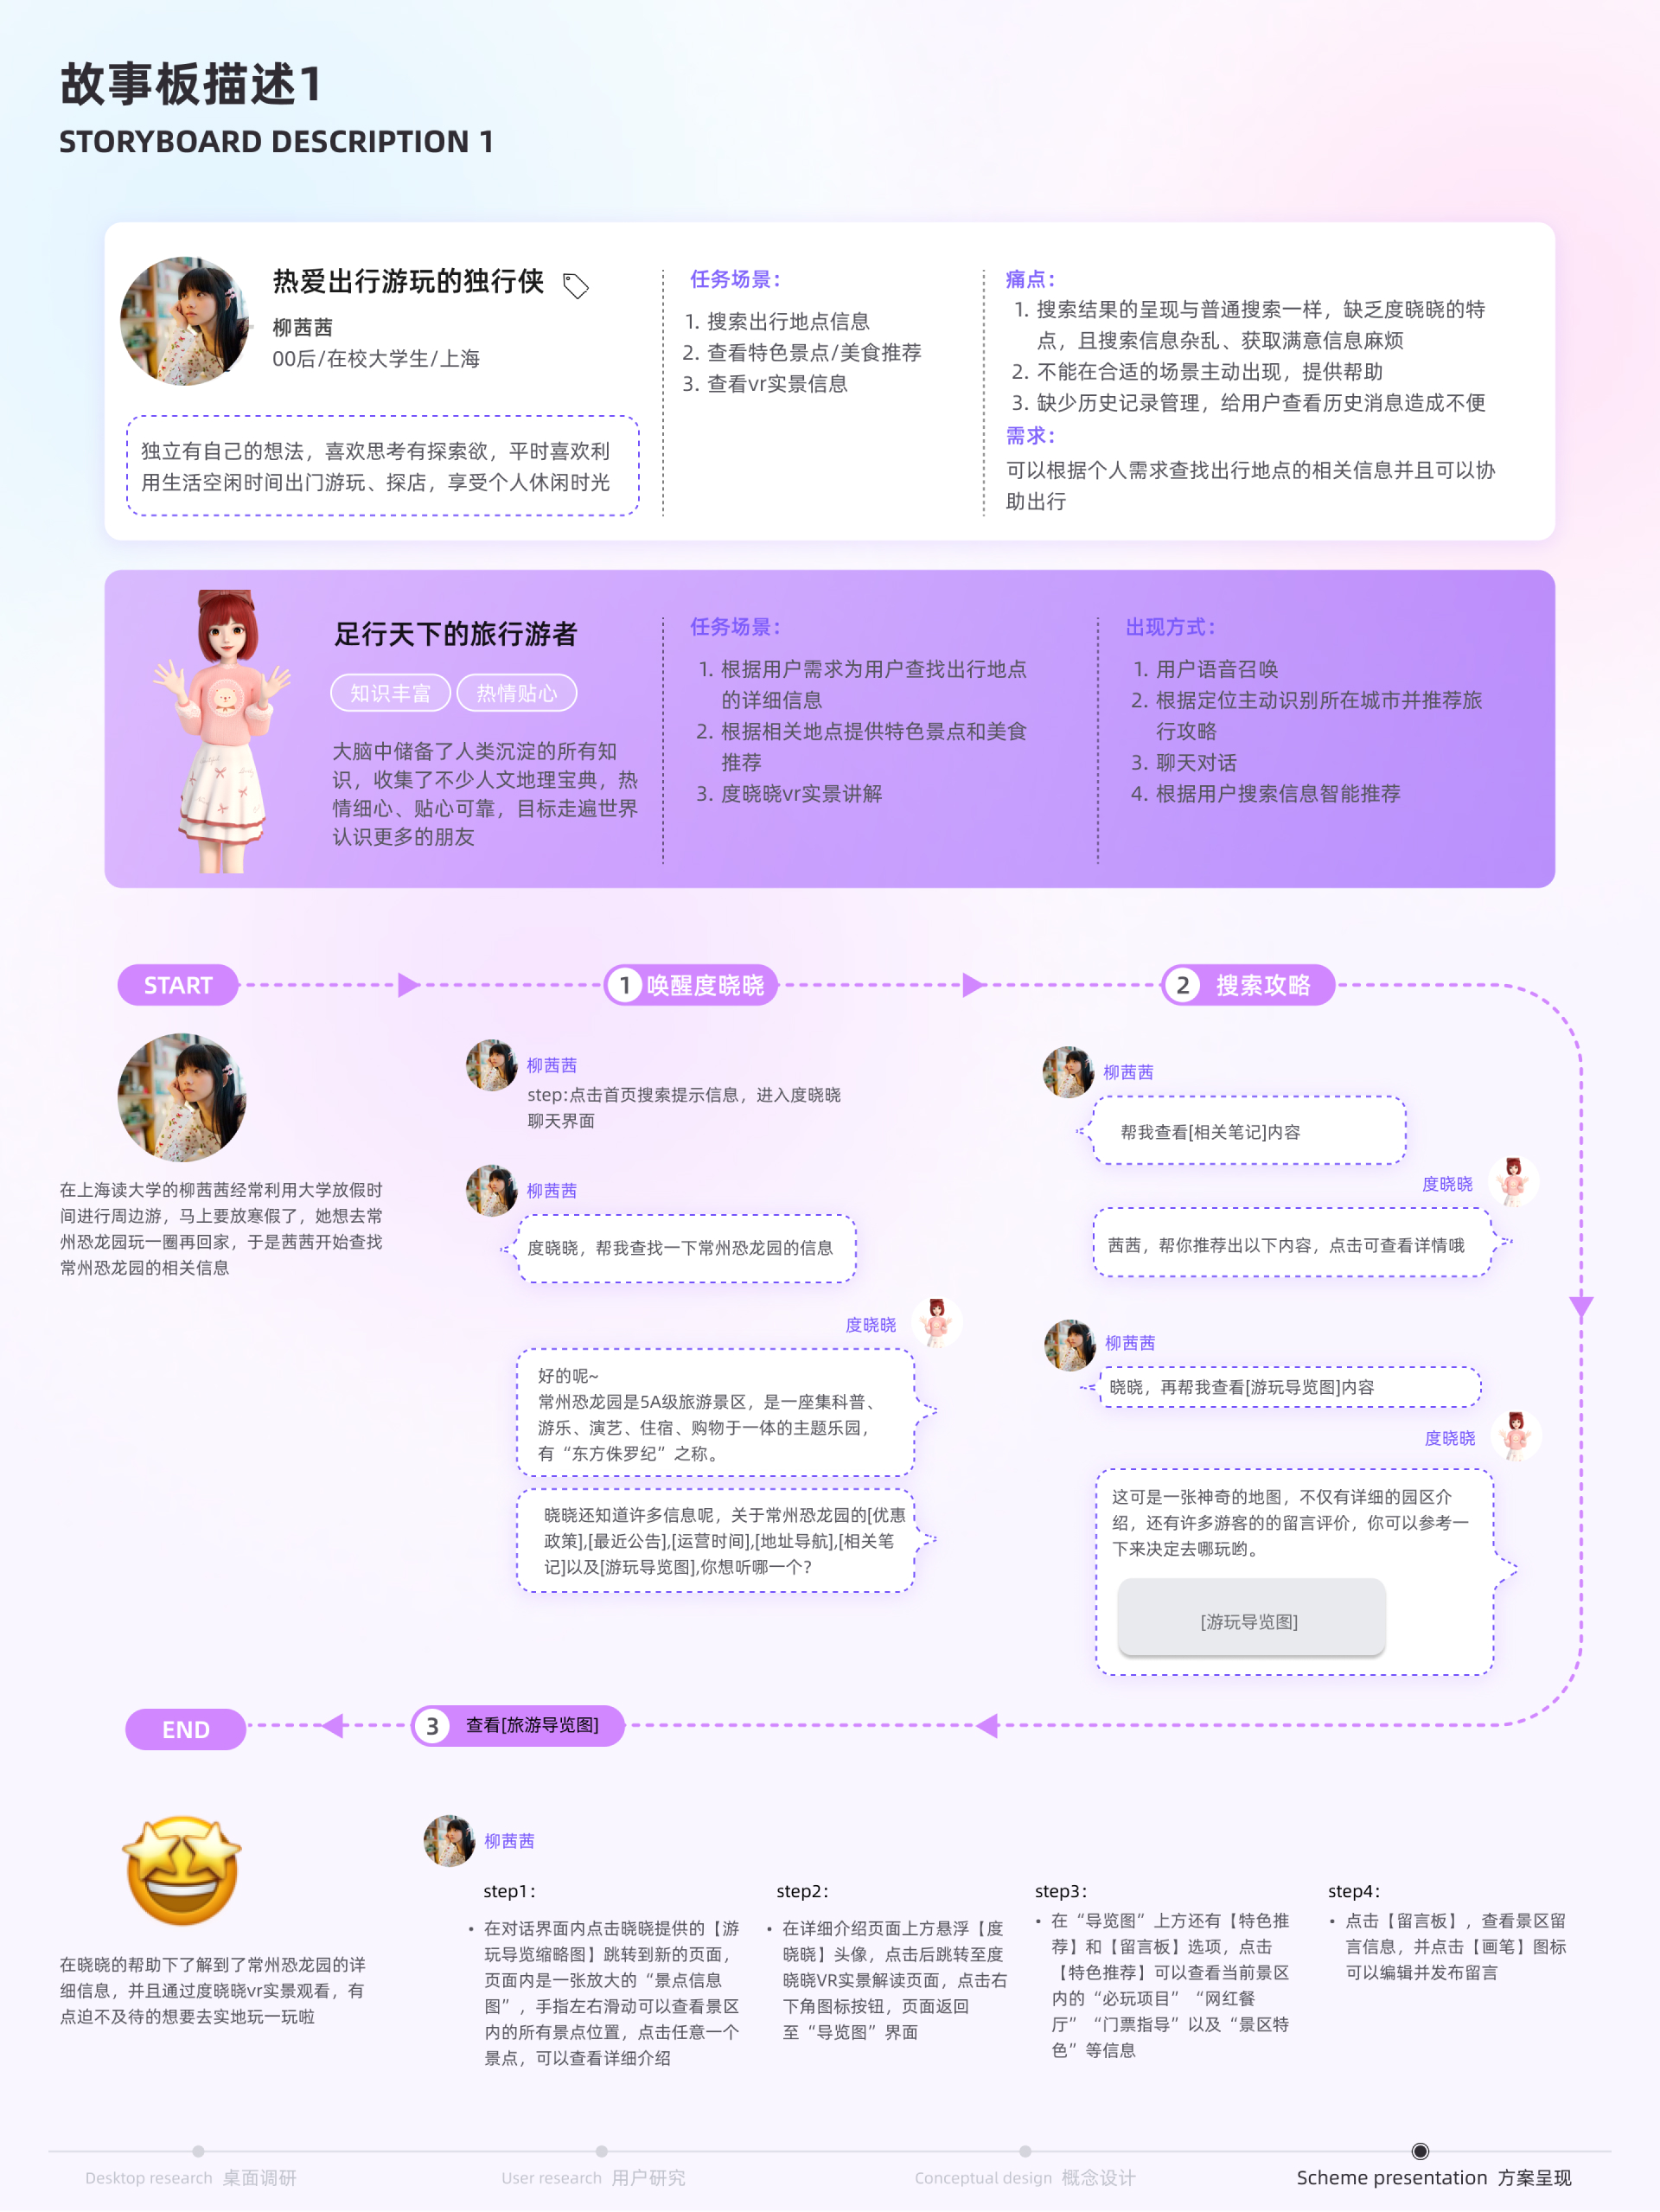 故事板描述1
STORYBOARD DESCRIPTION 1
热爱出行游玩的独行侠
柳茜茜
00后/在校大学生/上海
独立有自己的想法，喜欢思考有探索欲，平时喜欢利
用生活空闲时间出门游玩、探店，享受个人休闲时光
任务场景：
1. 搜索出行地点信息
2. 查看特色景点/美食推荐
3. 查看vr实景信息
痛点：
1. 搜索结果的呈现与普通搜索一样，缺乏度晓晓的特
点，且搜索信息杂乱、获取满意信息麻烦
2. 不能在合适的场景主动出现，提供帮助
3. 缺少历史记录管理，给用户查看历史消息造成不便
需求：
可以根据个人需求查找出行地点的相关信息并且可以协
助出行
足行天下的旅行游者
知识丰富
热情贴心
大脑中储备了人类沉淀的所有知
识，收集了不少人文地理宝典，热
情细心、贴心可靠，目标走遍世界
认识更多的朋友
任务场景：
1. 根据用户需求为用户查找出行地点
的详细信息
2. 根据相关地点提供特色景点和美食
推荐
3. 度晓晓vr实景讲解
出现方式：
1. 用户语音召唤
2. 根据定位主动识别所在城市并推荐旅
行攻略
3. 聊天对话
4. 根据用户搜索信息智能推荐
START
1 唤醒度晓晓
2 搜索攻略
在上海读大学的柳茜茜经常利用大学放假时
间进行周边游，马上要放寒假了，她想去常
州恐龙园玩一圈再回家，于是茜茜开始查找
常州恐龙园的相关信息
柳茜茜
step:点击首页搜索提示信息，进入度晓晓
聊天界面
柳茜茜
度晓晓，帮我查找一下常州恐龙园的信息
度晓晓
好的呢~
常州恐龙园是5A级旅游景区，是一座集科普、
游乐、演艺、住宿、购物于一体的主题乐园，
有“东方侏罗纪”之称。
晓晓还知道许多信息呢，关于常州恐龙园的[优惠
政策],[最近公告],[运营时间],[地址导航],[相关笔
记]以及[游玩导览图],你想听哪一个？
柳茜茜
帮我查看[相关笔记]内容
度晓晓
茜茜，帮你推荐出以下内容，点击可查看详情哦
柳茜茜
晓晓，再帮我查看[游玩导览图]内容
度晓晓
这可是一张神奇的地图，不仅有详细的园区介
绍，还有许多游客的的留言评价，你可以参考一
下来决定去哪玩哟。
[游玩导览图]
END
3 查看[旅游导览图]
在晓晓的帮助下了解到了常州恐龙园的详
细信息，并且通过度晓晓vr实景观看，有
点迫不及待的想要去实地玩一玩啦
柳茜茜
step1：
• 在对话界面内点击晓晓提供的【游
玩导览缩略图】跳转到新的页面，
页面内是一张放大的“景点信息
图”，手指左右滑动可以查看景区
内的所有景点位置，点击任意一个
景点，可以查看详细介绍
step2：
• 在详细介绍页面上方悬浮【度
晓晓】头像，点击后跳转至度
晓晓VR实景解读页面，点击右
下角图标按钮，页面返回
至“导览图”界面
step3：
• 在“导览图”上方还有【特色推
荐】和【留言板】选项，点击
【特色推荐】可以查看当前景区
内的“必玩项目”“网红餐
厅”“门票指导”以及“景区特
色”等信息
step4：
• 点击【留言板】，查看景区留
言信息，并点击【画笔】图标
可以编辑并发布留言
Desktop research 桌面调研
User research 用户研究
Conceptual design 概念设计
Scheme presentation 方案呈现